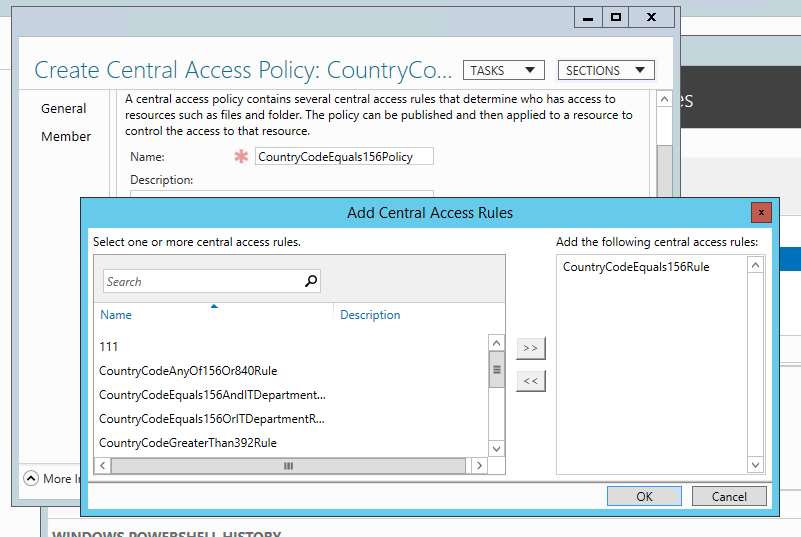 Create Central Access Policy: CountryCo...
TASKS
SECTIONS
General
Member
A central access policy contains several central access rules that determine who has access to
resources such as files and folder. The policy can be published and then applied to a resource to
control the access to that resource.
Name:
CountryCodeEquals156Policy
Description:
es
Add Central Access Rules
x
Select one or more central access rules.
Add the following central access rules:
Search
CountryCodeEquals156Rule
Name
Description
111
CountryCodeAnyOf156Or840Rule
CountryCodeEquals156AndITDepartment...
CountryCodeEquals156OrITDepartmentR...
CountryCodeGreaterThan392Rule
>>
<<
More In
OK
Cancel
WINDOWS POWERSHELL HISTORY